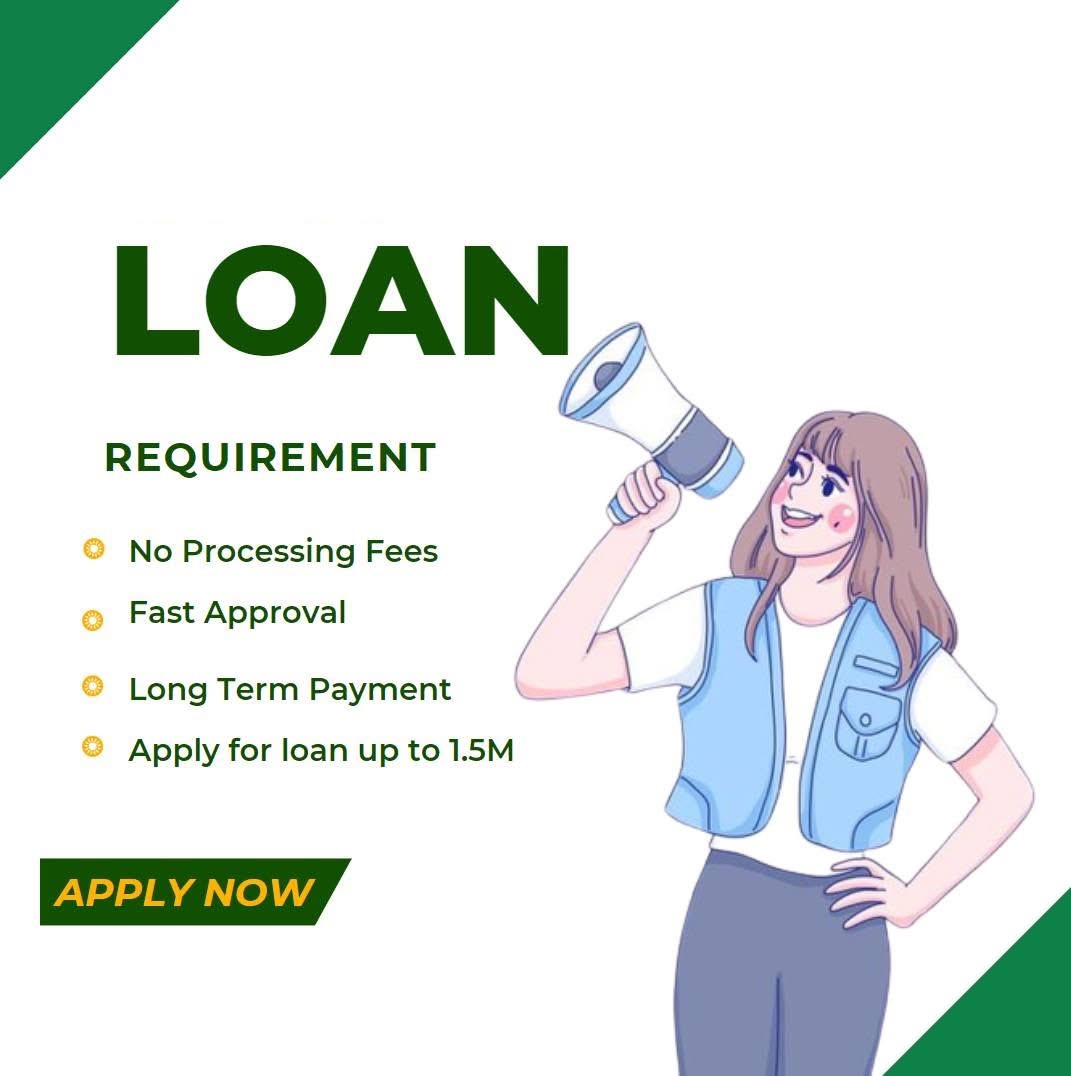 LOAN
REQUIREMENT
No Processing Fees
Fast Approval
Long Term Payment
Apply for loan up to 1.5M
APPLY NOW